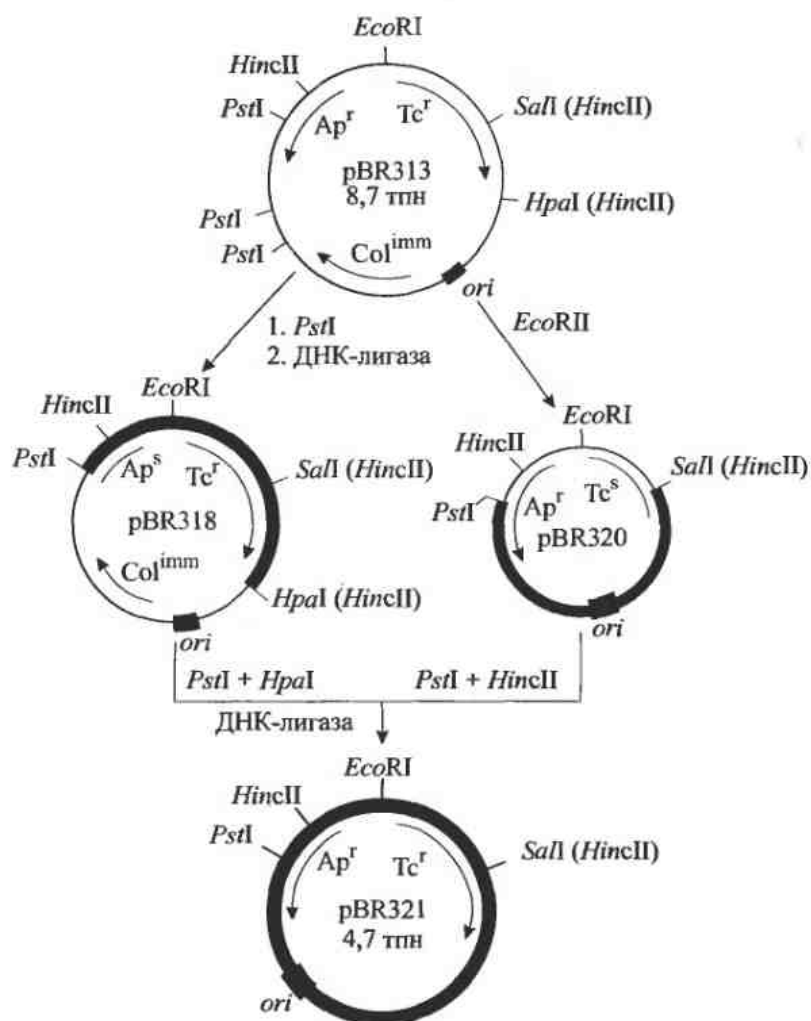 EcoRI
HincII
PstI
SalI (HincII)
Apʳ
Tcʳ
pBR313
8,7 тпн
HpaI (HincII)
PstI
PstI
Colⁱᵐᵐ
ori
1. PstI
2. ДНК-лигаза
EcoRII
EcoRI
HincII
PstI
Apˢ
Tcʳ
SalI (HincII)
pBR318
Colⁱᵐᵐ
HpaI (HincII)
ori
EcoRI
HincII
SalI (HincII)
PstI
Apʳ
Tcˢ
pBR320
ori
PstI + HpaI
PstI + HincII
ДНК-лигаза
EcoRI
HincII
PstI
Apʳ
Tcʳ
SalI (HincII)
pBR321
4,7 тпн
ori